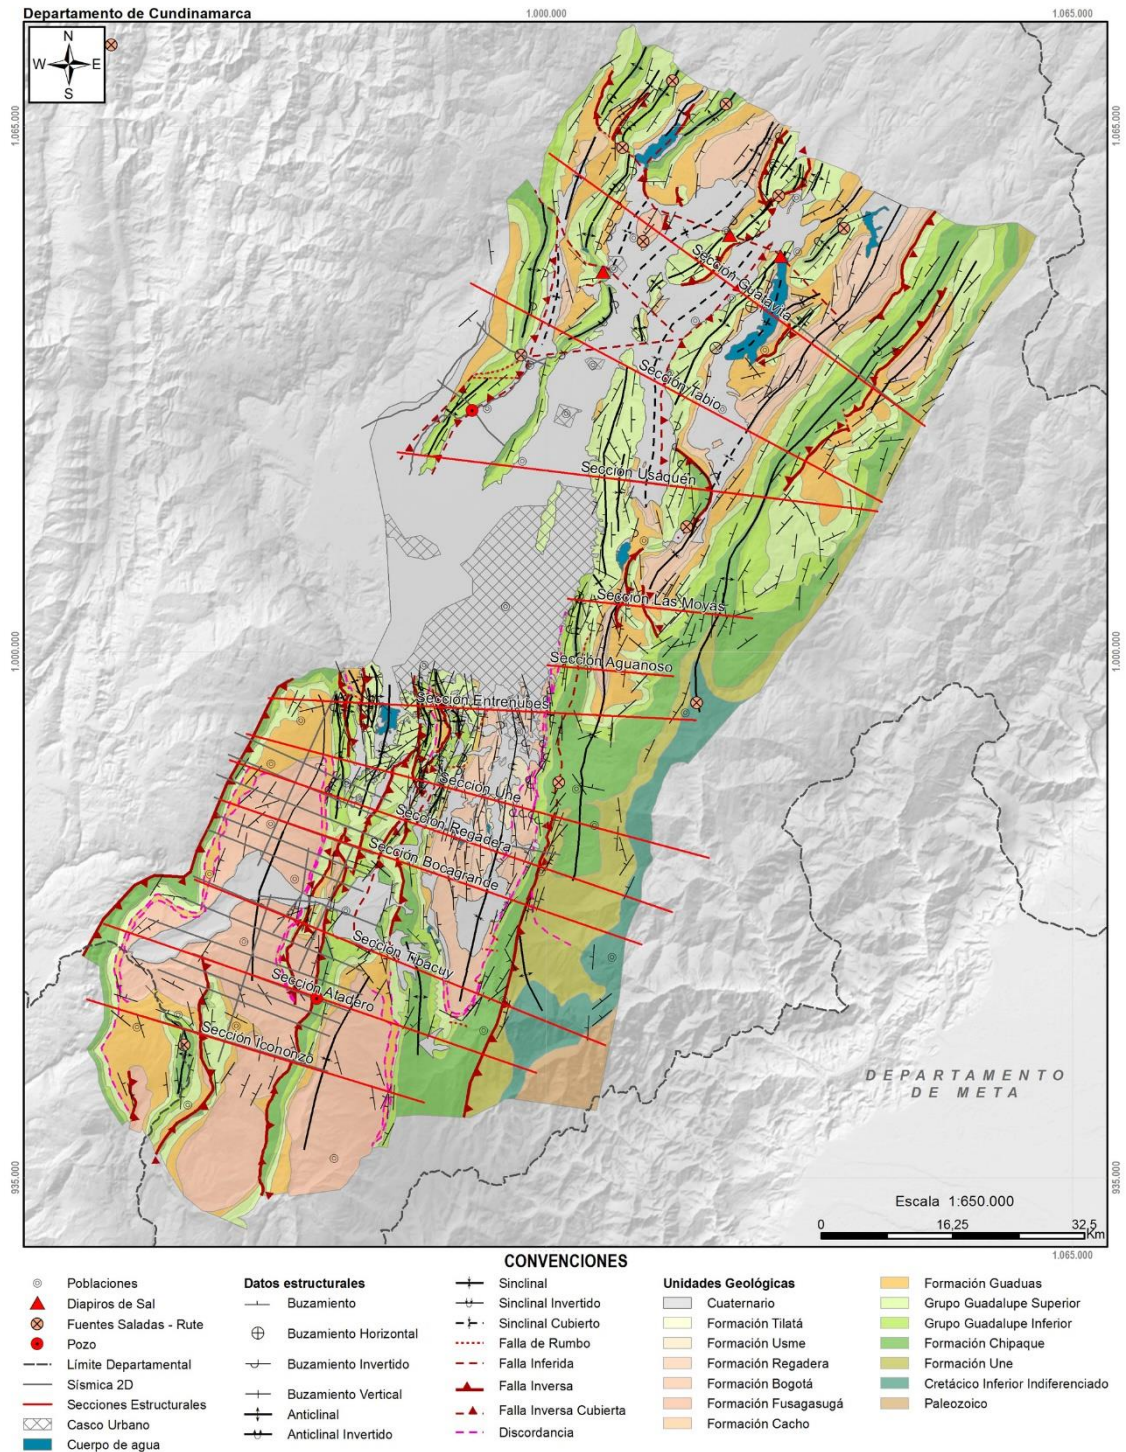 Departamento de Cundinamarca
1.000.000
1.065.000
N
W E
S
1.065.000
1.065.000
Sección Guatavita
Sección Tabio
Sección Usaquén
Sección Las Moyas
1.000.000
1.000.000
Sección Aguanoso
Sección Entrenubes
Sección Une
Sección Regadera
Sección Bocagrande
Sección Tibacuy
Sección Aladero
Sección Icononzo
DEPARTAMENTO
DE META
935.000
935.000
Escala 1:650.000
0 16,25 32,5
Km
1.065.000
CONVENCIONES
Poblaciones
Diapiros de Sal
Fuentes Saladas - Rute
Pozo
Límite Departamental
Sísmica 2D
Secciones Estructurales
Casco Urbano
Cuerpo de agua
Datos estructurales
Buzamiento
Buzamiento Horizontal
Buzamiento Invertido
Buzamiento Vertical
Anticlinal
Anticlinal Invertido
Sinclinal
Sinclinal Invertido
Sinclinal Cubierto
Falla de Rumbo
Falla Inferida
Falla Inversa
Falla Inversa Cubierta
Discordancia
Unidades Geológicas
Cuaternario
Formación Tilatá
Formación Usme
Formación Regadera
Formación Bogotá
Formación Fusagasugá
Formación Cacho
Formación Guaduas
Grupo Guadalupe Superior
Grupo Guadalupe Inferior
Formación Chipaque
Formación Une
Cretácico Inferior Indiferenciado
Paleozoico